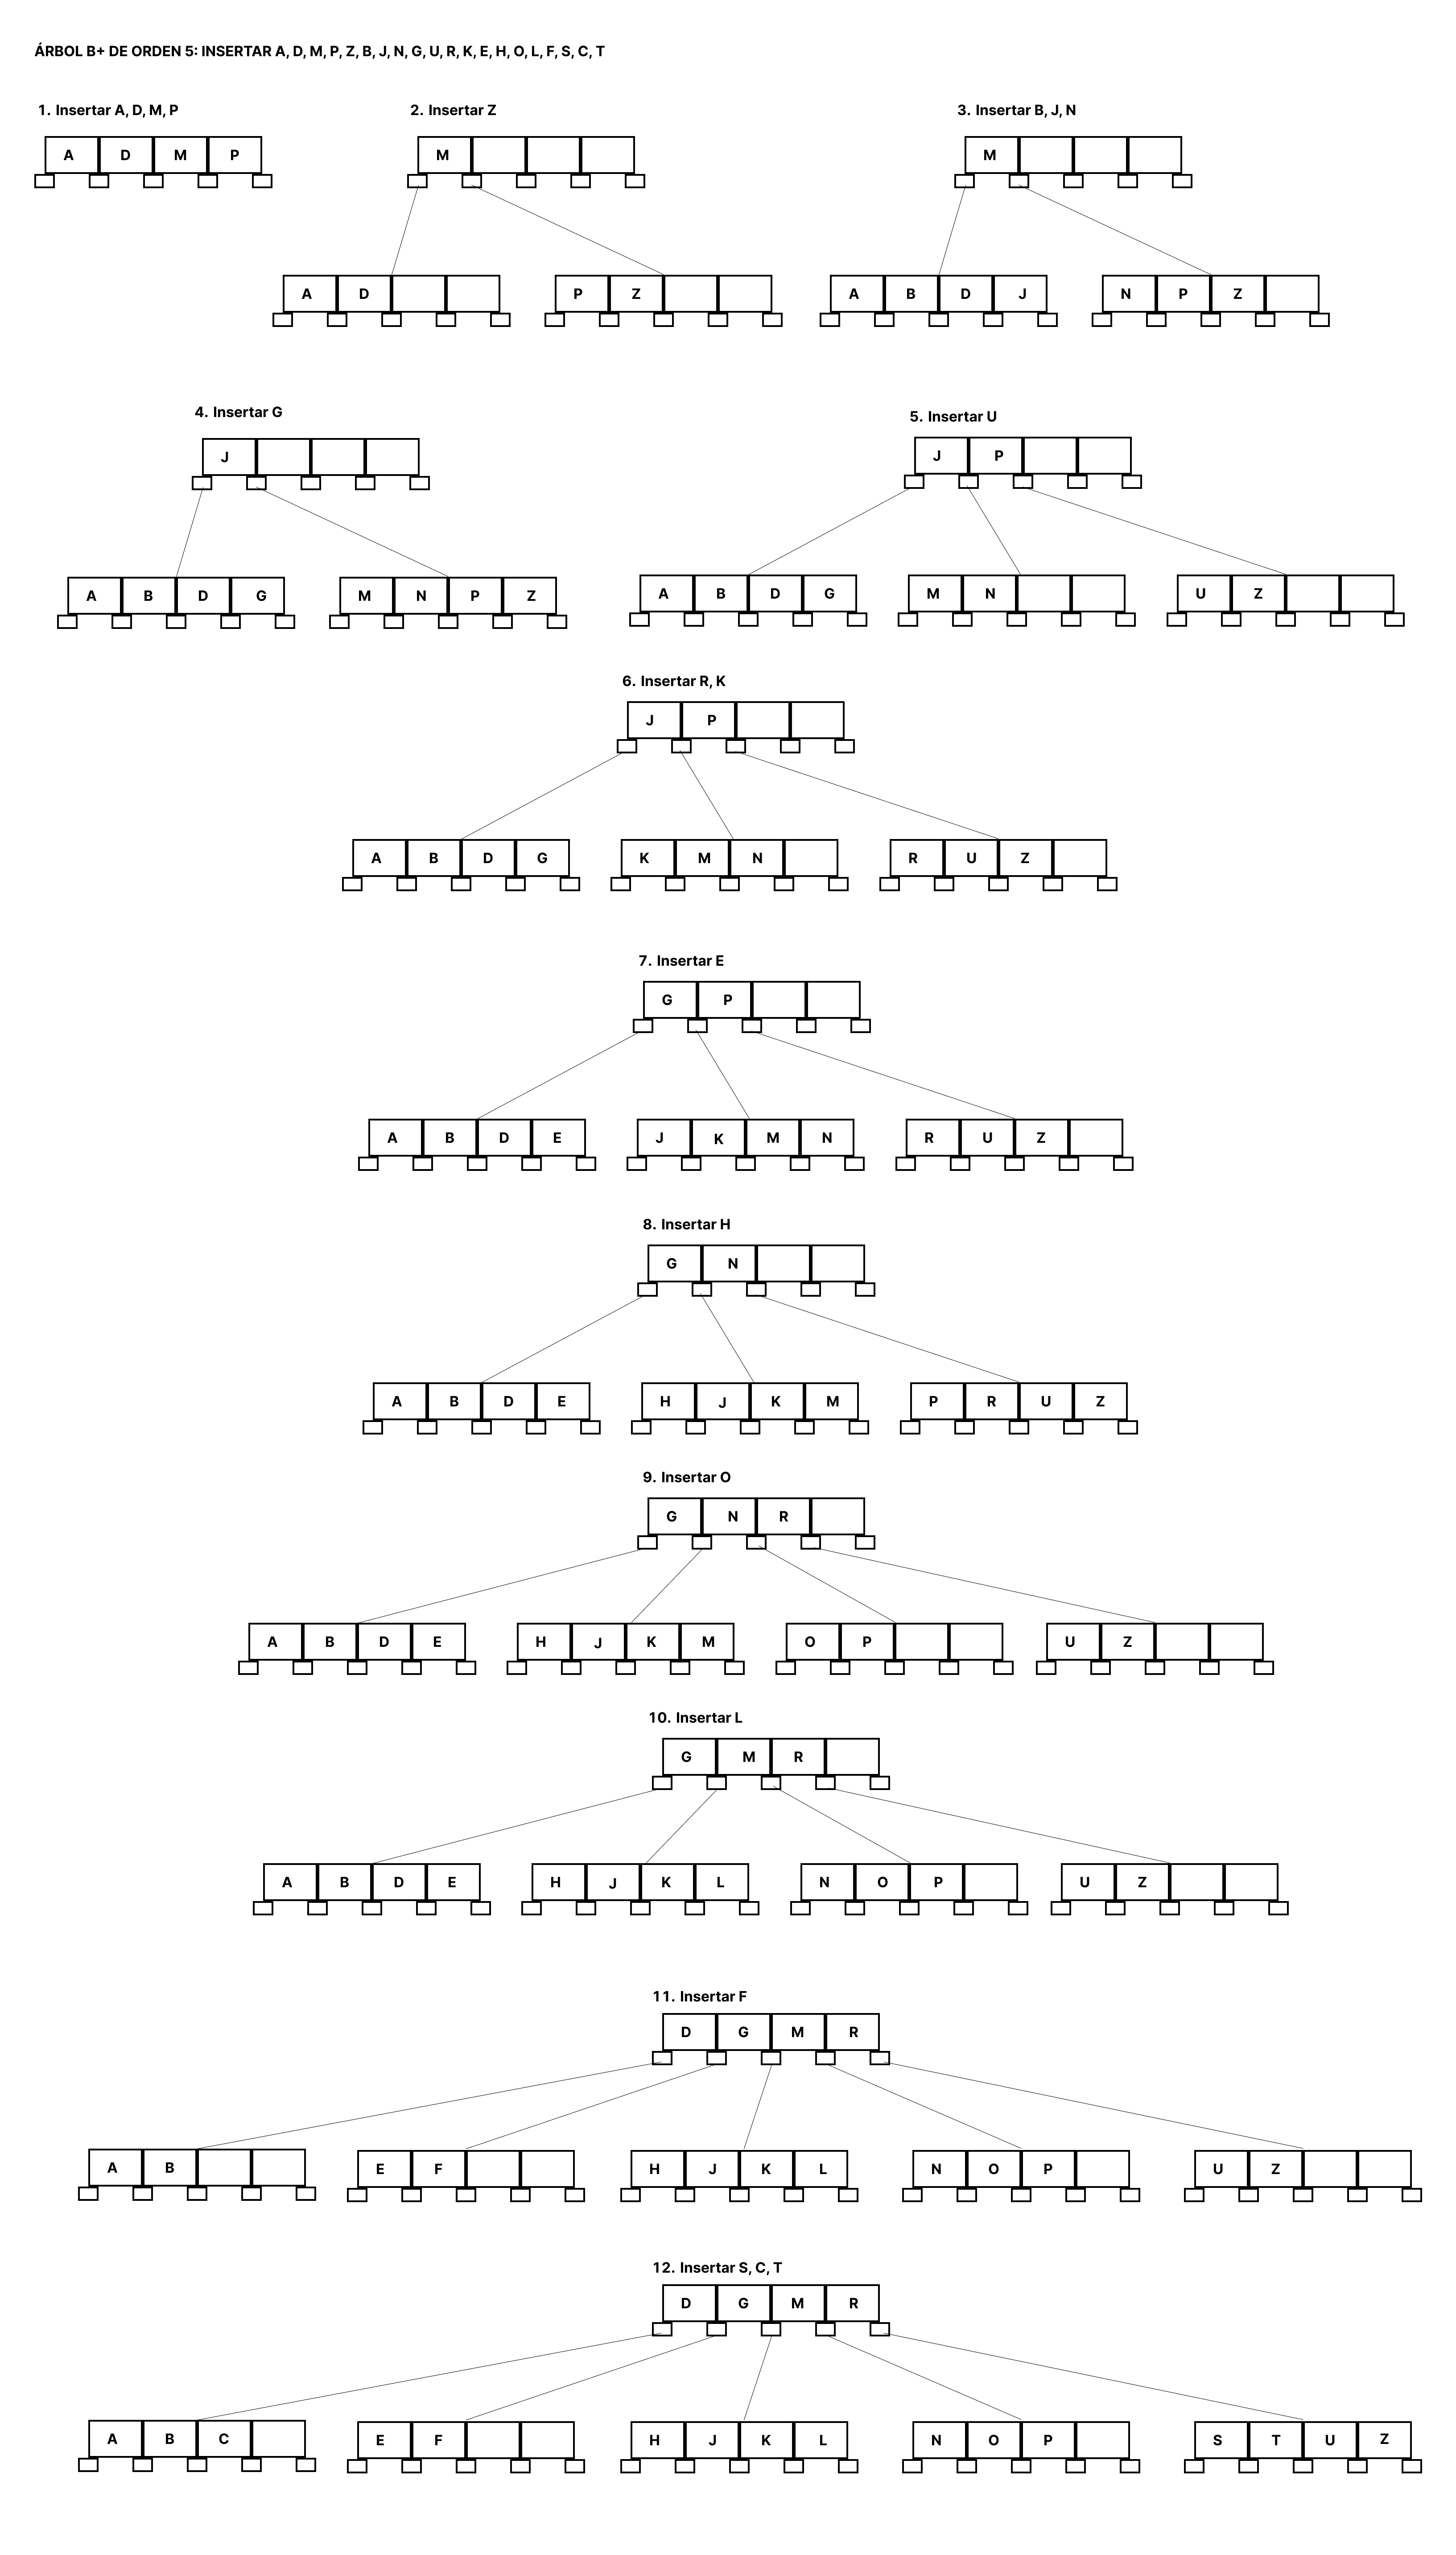 ÁRBOL B+ DE ORDEN 5: INSERTAR A, D, M, P, Z, B, J, N, G, U, R, K, E, H, O, L, F, S, C, T
1. Insertar A, D, M, P
A D M P
2. Insertar Z
M
A D
P Z
3. Insertar B, J, N
M
A B D J
N P Z
4. Insertar G
J
A B D G
M N P Z
5. Insertar U
J P
A B D G
M N
U Z
6. Insertar R, K
J P
A B D G
K M N
R U Z
7. Insertar E
G P
A B D E
J K M N
R U Z
8. Insertar H
G N
A B D E
H J K M
P R U Z
9. Insertar O
G N R
A B D E
H J K M
O P
U Z
10. Insertar L
G M R
A B D E
H J K L
N O P
U Z
11. Insertar F
D G M R
A B
E F
H J K L
N O P
U Z
12. Insertar S, C, T
D G M R
A B C
E F
H J K L
N O P
S T U Z